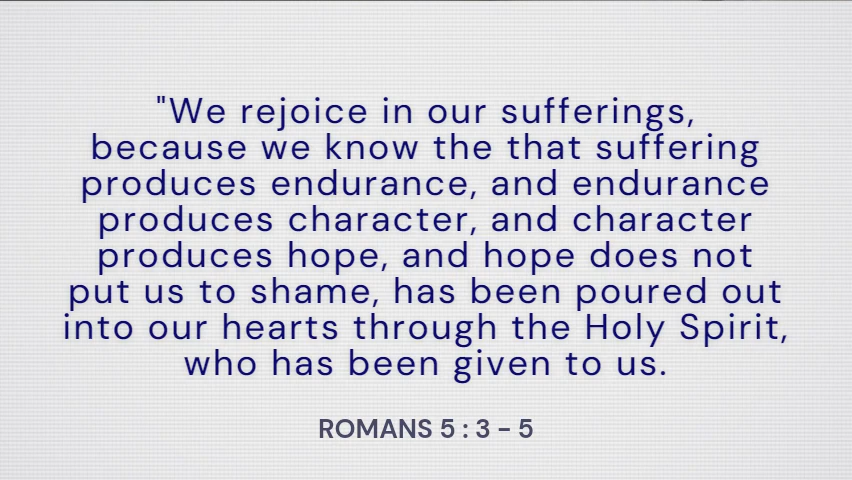 "We rejoice in our sufferings,
because we know the that suffering
produces endurance, and endurance
produces character, and character
produces hope, and hope does not
put us to shame, has been poured out
into our hearts through the Holy Spirit,
who has been given to us.
ROMANS 5 : 3 – 5